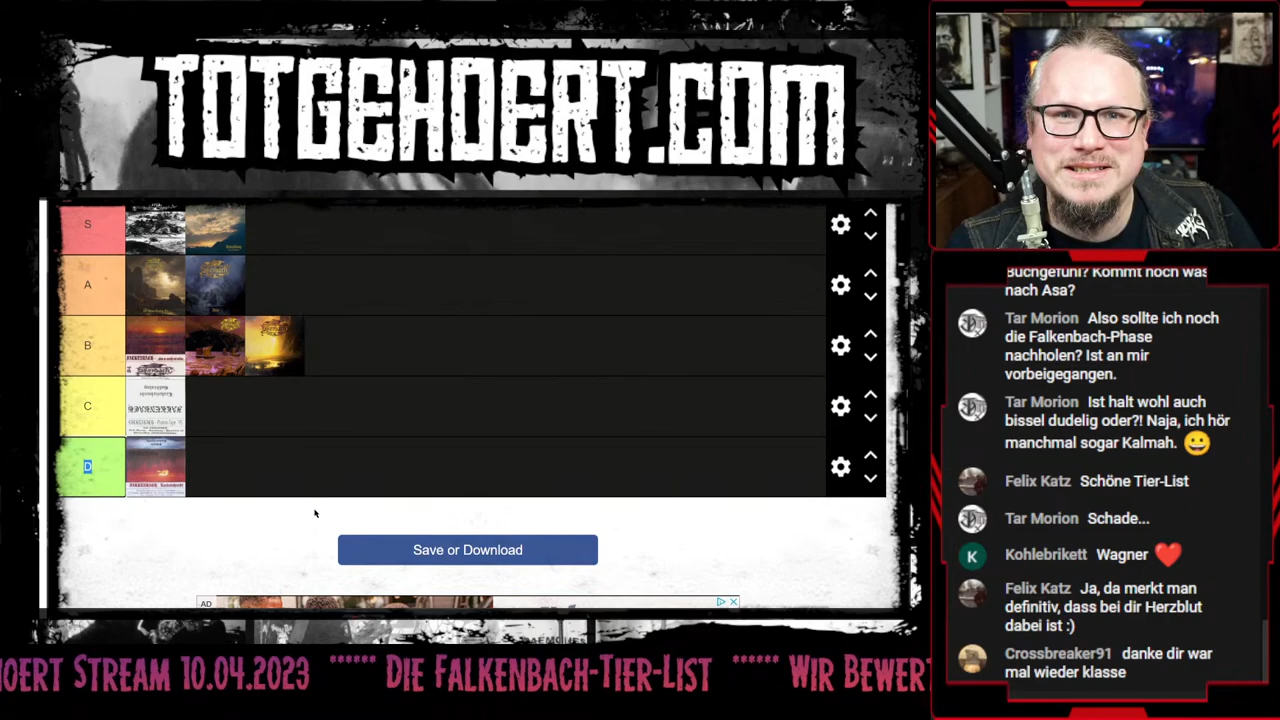 TOTGEHOERT.COM
S
A
B
C
D
Save or Download
AD
Buchgefühl? Kommt noch was
nach Asa?
Tar Morion Also sollte ich noch
die Falkenbach-Phase
nachholen? Ist an mir
vorbeigegangen.
Tar Morion Ist halt wohl auch
bissel dudelig oder?! Naja, ich hör
manchmal sogar Kalmah. 😀
Felix Katz Schöne Tier-List
Tar Morion Schade...
K
Kohlebrikett Wagner ❤️
Felix Katz Ja, da merkt man
definitiv, dass bei dir Herzblut
dabei ist :)
Crossbreaker91 danke dir war
mal wieder klasse
HOERT STREAM 10.04.2023 ****** DIE FALKENBACH-TIER-LIST ****** WIR BEWERT